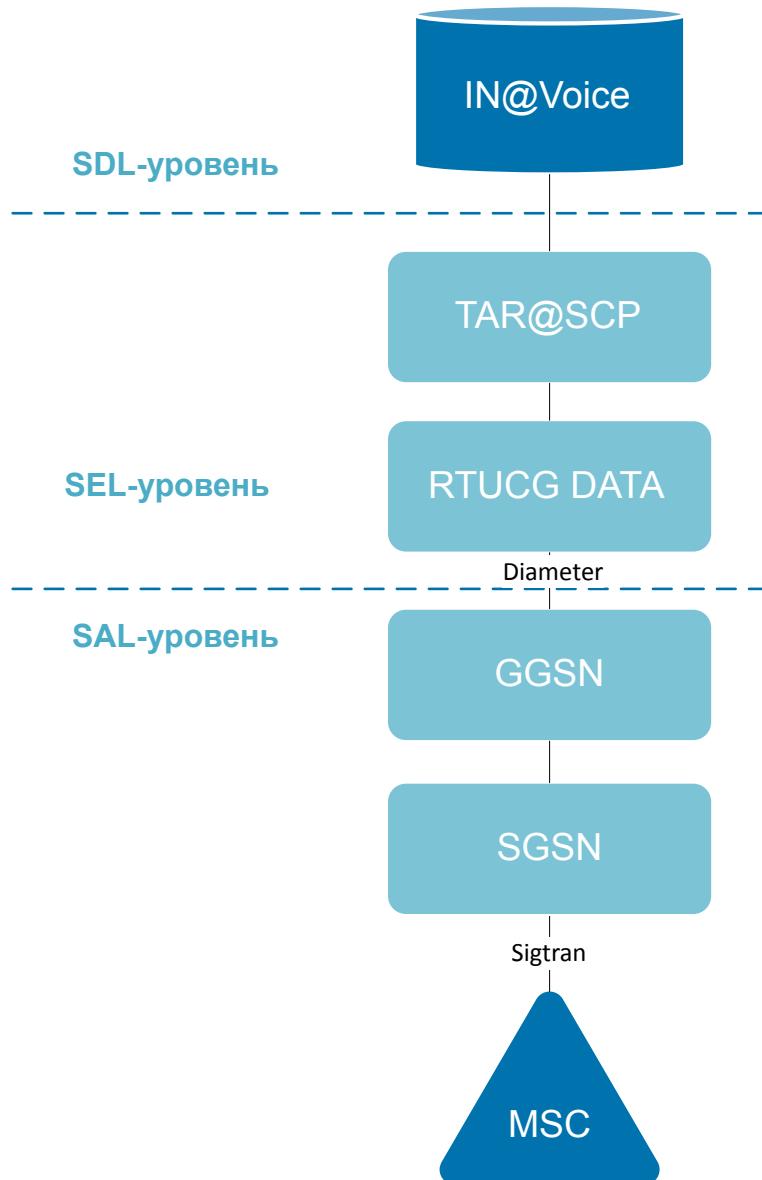 IN@Voice
SDL-уровень
TAR@SCP
SEL-уровень
RTUCG DATA
Diameter
SAL-уровень
GGSN
SGSN
Sigtran
MSC